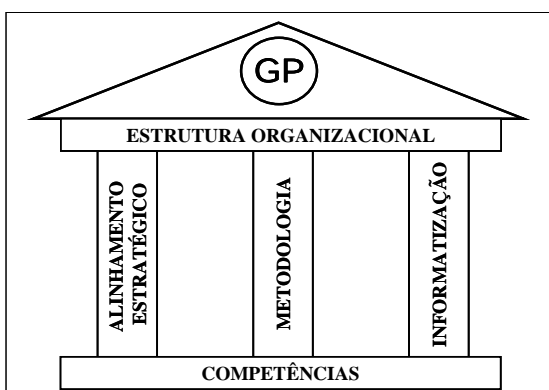 GP
ESTRUTURA ORGANIZACIONAL
ALINHAMENTO
ESTRATÉGICO
METODOLOGIA
INFORMATIZAÇÃO
COMPETÊNCIAS